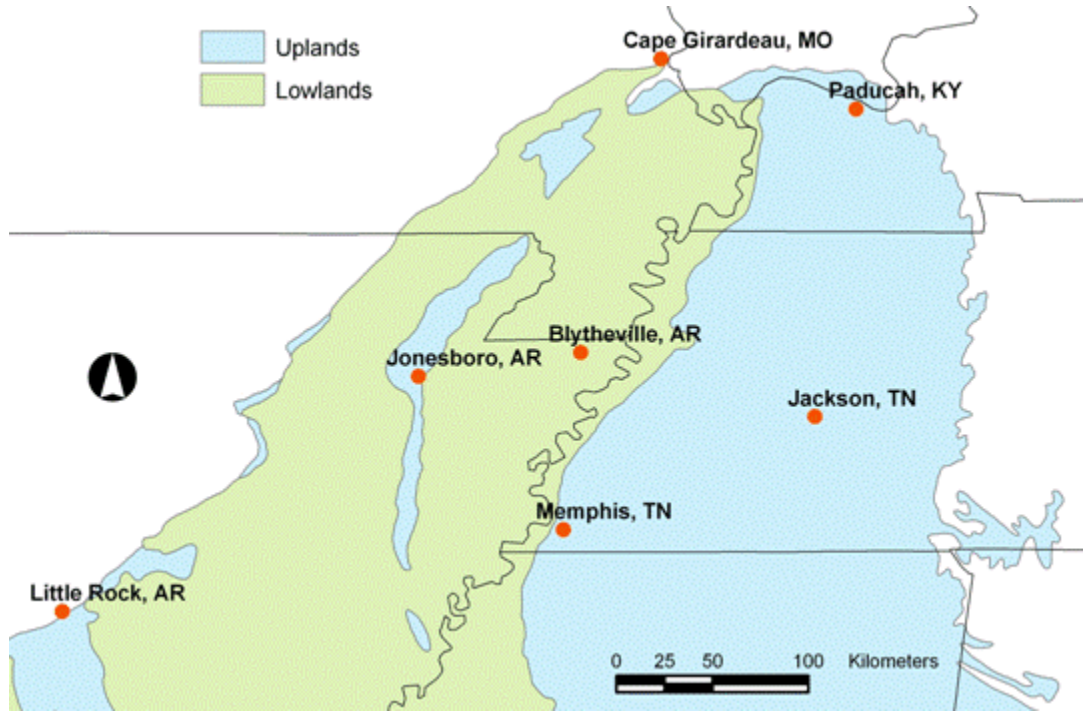 Uplands
Lowlands
Cape Girardeau, MO
Paducah, KY
Blytheville, AR
Jonesboro, AR
Jackson, TN
Memphis, TN
Little Rock, AR
0 25 50 100 Kilometers